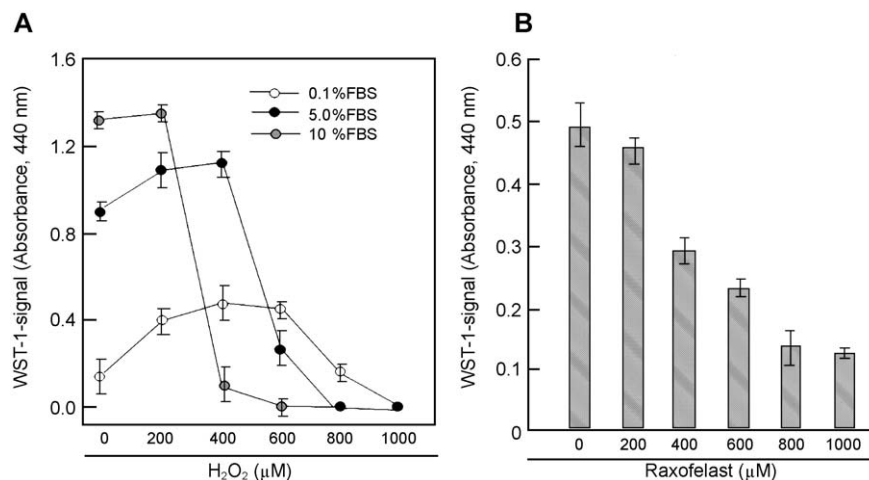 A
WST-1-signal (Absorbance, 440 nm)
1.6
1.2
0.8
0.4
0.0
0.1%FBS
5.0%FBS
10 %FBS
0 200 400 600 800 1000
H₂O₂ (µM)
B
WST-1-signal (Absorbance, 440 nm)
0.6
0.5
0.4
0.3
0.2
0.1
0
0 200 400 600 800 1000
Raxofelast (µM)